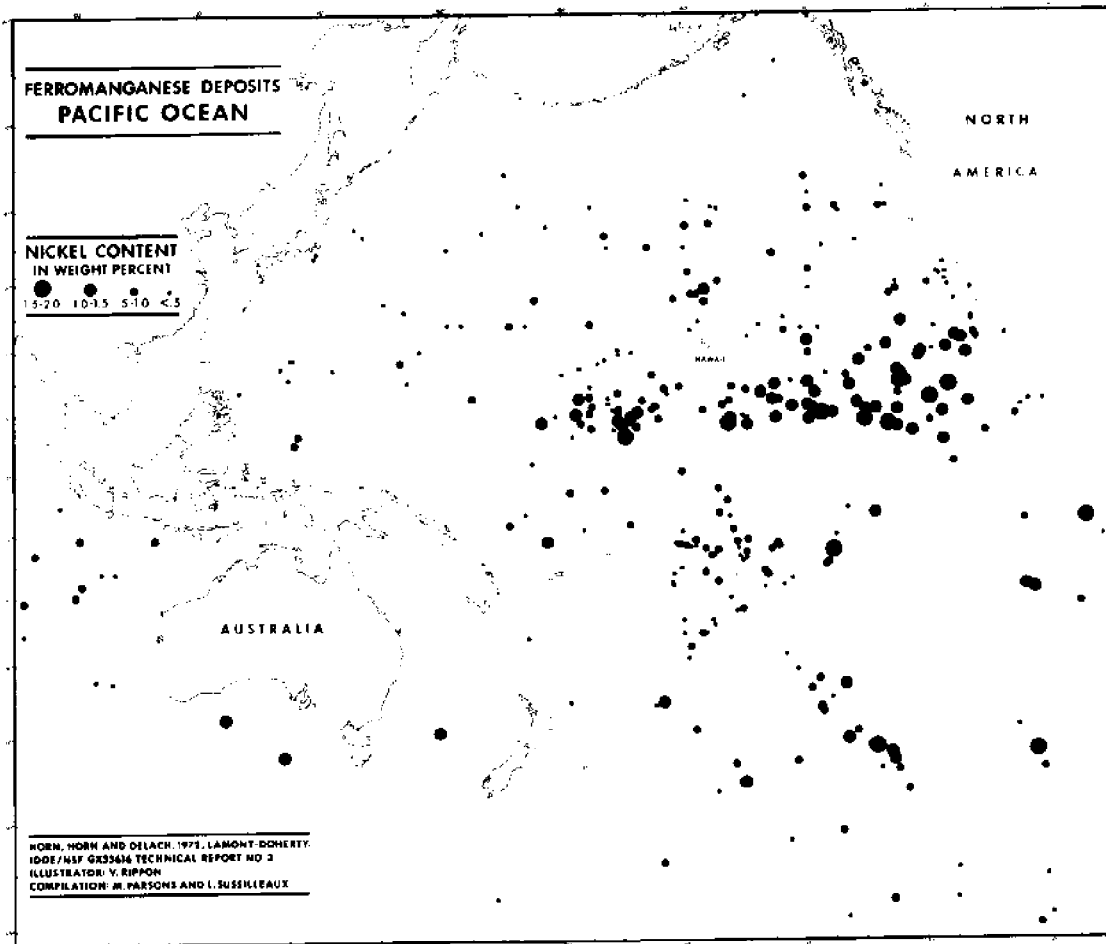 FERROMANGANESE DEPOSITS
PACIFIC OCEAN
NORTH
AMERICA
NICKEL CONTENT
IN WEIGHT PERCENT
1.5-2.0 1.0-1.5 .5-1.0 <.5
HAWAII
AUSTRALIA
HORN, HORN AND DELACH, 1972, LAMONT-DOHERTY.
IDOE/NSF GX33616 TECHNICAL REPORT NO 3
ILLUSTRATOR: V. RIPPON
COMPILATION: M. PARSONS AND L. SUSSILLEAUX